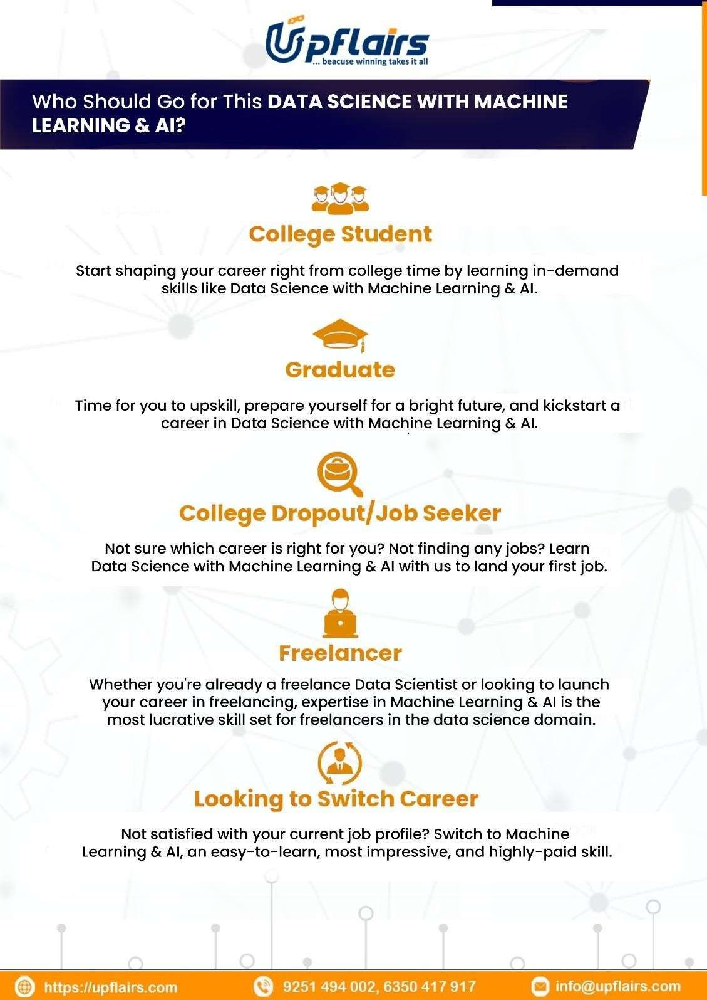 UpFlairs
... beacuse winning takes it all
Who Should Go for This DATA SCIENCE WITH MACHINE
LEARNING & AI?
College Student
Start shaping your career right from college time by learning in-demand
skills like Data Science with Machine Learning & AI.
Graduate
Time for you to upskill, prepare yourself for a bright future, and kickstart a
career in Data Science with Machine Learning & AI.
College Dropout/Job Seeker
Not sure which career is right for you? Not finding any jobs? Learn
Data Science with Machine Learning & AI with us to land your first job.
Freelancer
Whether you're already a freelance Data Scientist or looking to launch
your career in freelancing, expertise in Machine Learning & AI is the
most lucrative skill set for freelancers in the data science domain.
Looking to Switch Career
Not satisfied with your current job profile? Switch to Machine
Learning & AI, an easy-to-learn, most impressive, and highly-paid skill.
https://upflairs.com 9251 494 002, 6350 417 917 info@upflairs.com